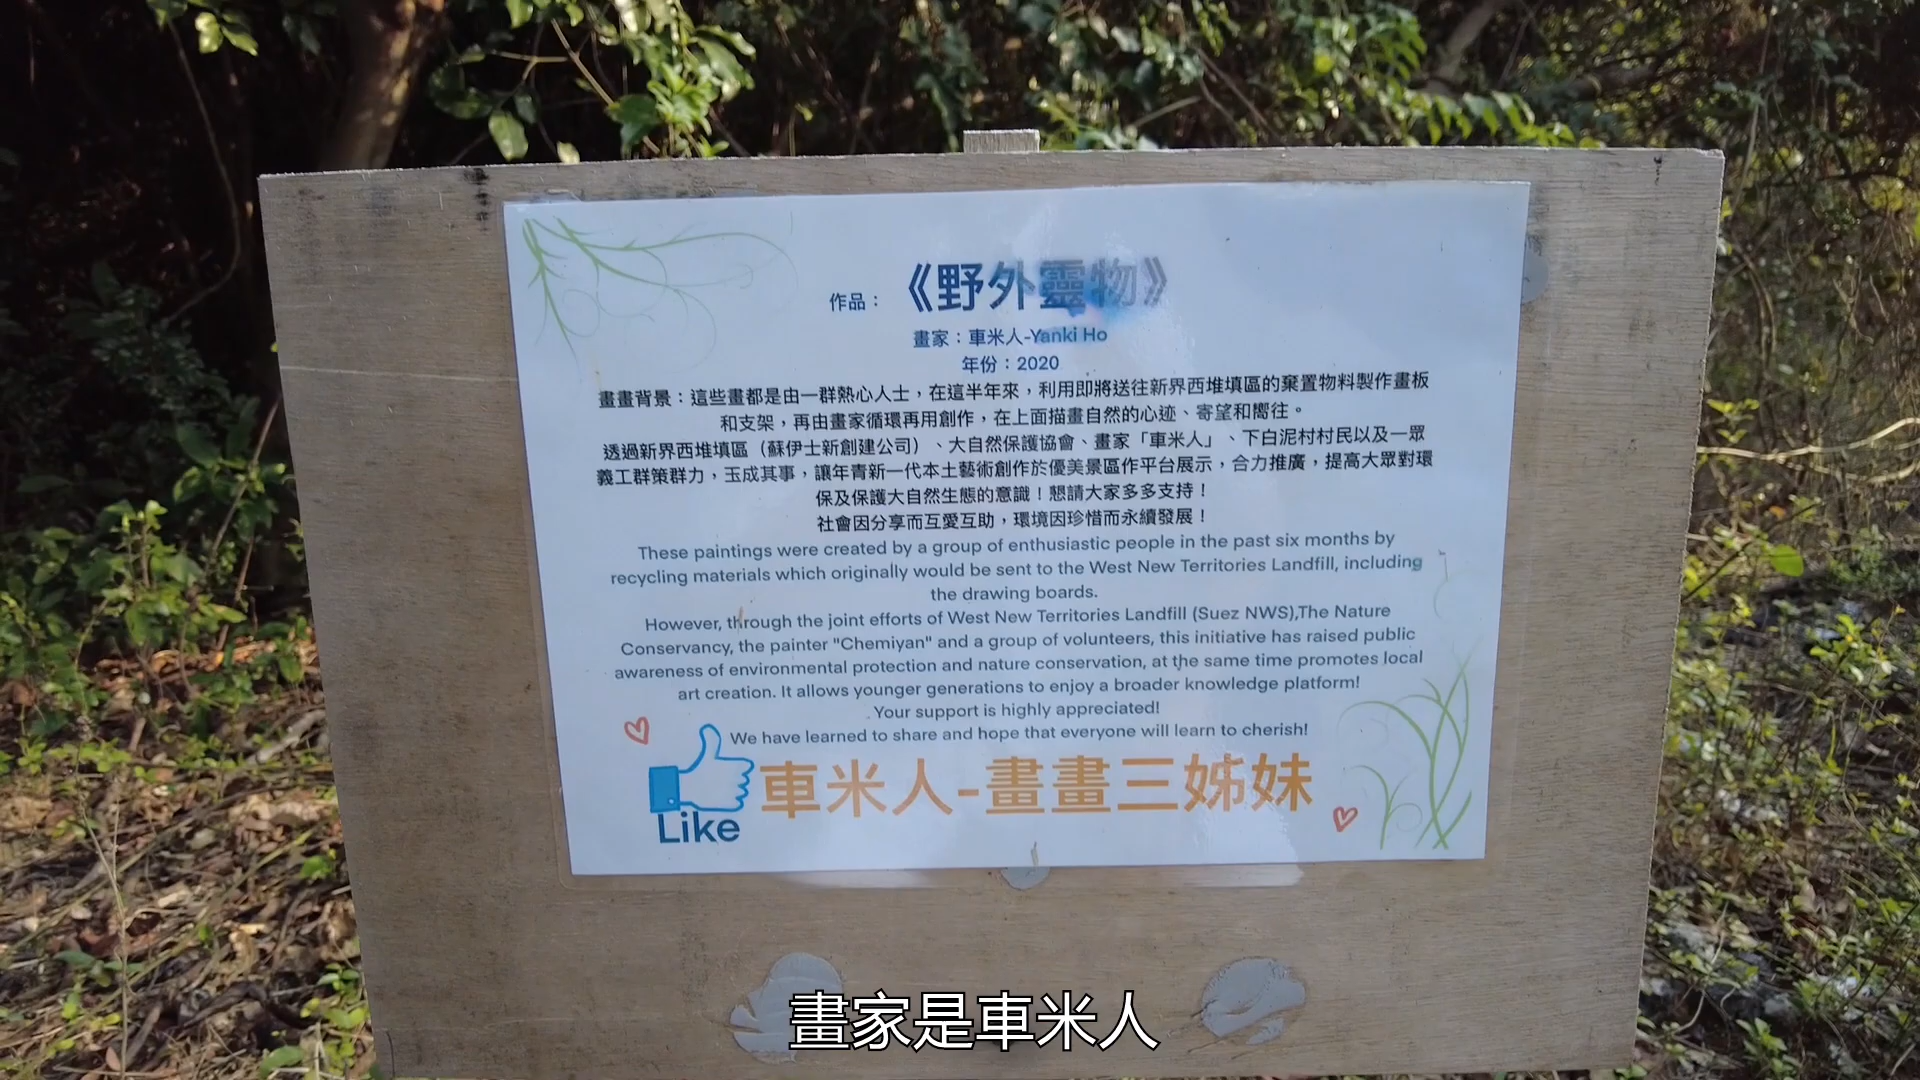 作品： 《野外靈物》
畫家：車米人-Yanki Ho
年份：2020
畫畫背景：這些畫都是由一群熱心人士，在這半年來，利用即將送往新界西堆填區的棄置物料製作畫板
和支架，再由畫家循環再用創作，在上面描畫自然的心迹、寄望和嚮往。
透過新界西堆填區（蘇伊士新創建公司）、大自然保護協會、畫家「車米人」、下白泥村村民以及一眾
義工群策群力，玉成其事，讓年青新一代本土藝術創作於優美景區作平台展示，合力推廣，提高大眾對環
保及保護大自然生態的意識！懇請大家多多支持！
社會因分享而互愛互助，環境因珍惜而永續發展！
These paintings were created by a group of enthusiastic people in the past six months by
recycling materials which originally would be sent to the West New Territories Landfill, including
the drawing boards.
However, through the joint efforts of West New Territories Landfill (Suez NWS),The Nature
Conservancy, the painter "Chemiyan" and a group of volunteers, this initiative has raised public
awareness of environmental protection and nature conservation, at the same time promotes local
art creation. It allows younger generations to enjoy a broader knowledge platform!
Your support is highly appreciated!
We have learned to share and hope that everyone will learn to cherish!
車米人-畫畫三姊妹
Like
畫家是車米人